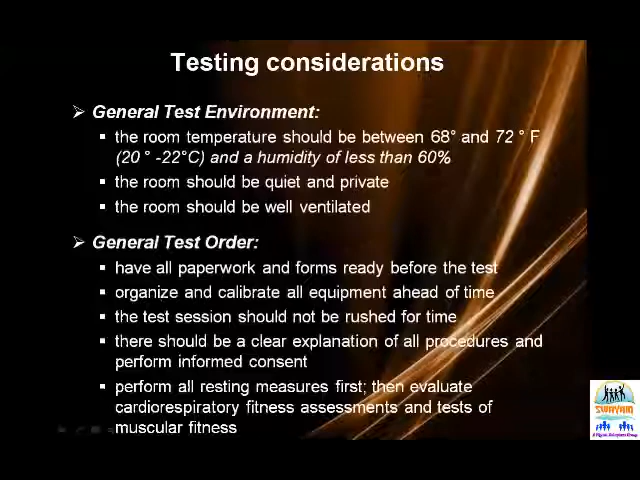 Testing considerations
➢ General Test Environment:
▪ the room temperature should be between 68° and 72 ° F
(20 ° -22°C) and a humidity of less than 60%
▪ the room should be quiet and private
▪ the room should be well ventilated
➢ General Test Order:
▪ have all paperwork and forms ready before the test
▪ organize and calibrate all equipment ahead of time
▪ the test session should not be rushed for time
▪ there should be a clear explanation of all procedures and
perform informed consent
▪ perform all resting measures first; then evaluate
cardiorespiratory fitness assessments and tests of
muscular fitness
SWAYAM